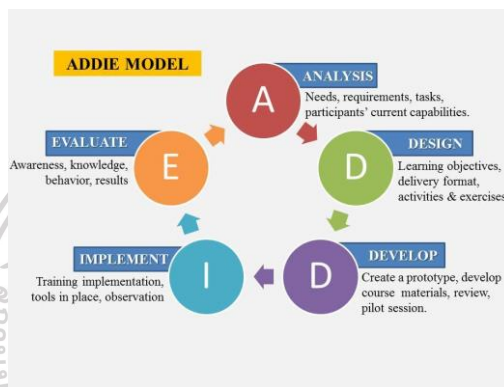 ADDIE MODEL
A
ANALYSIS
Needs, requirements, tasks,
participants' current capabilities.
D
DESIGN
Learning objectives,
delivery format,
activities & exercises
D
DEVELOP
Create a prototype, develop
course materials, review,
pilot session.
I
IMPLEMENT
Training implementation,
tools in place, observation
E
EVALUATE
Awareness, knowledge,
behavior, results